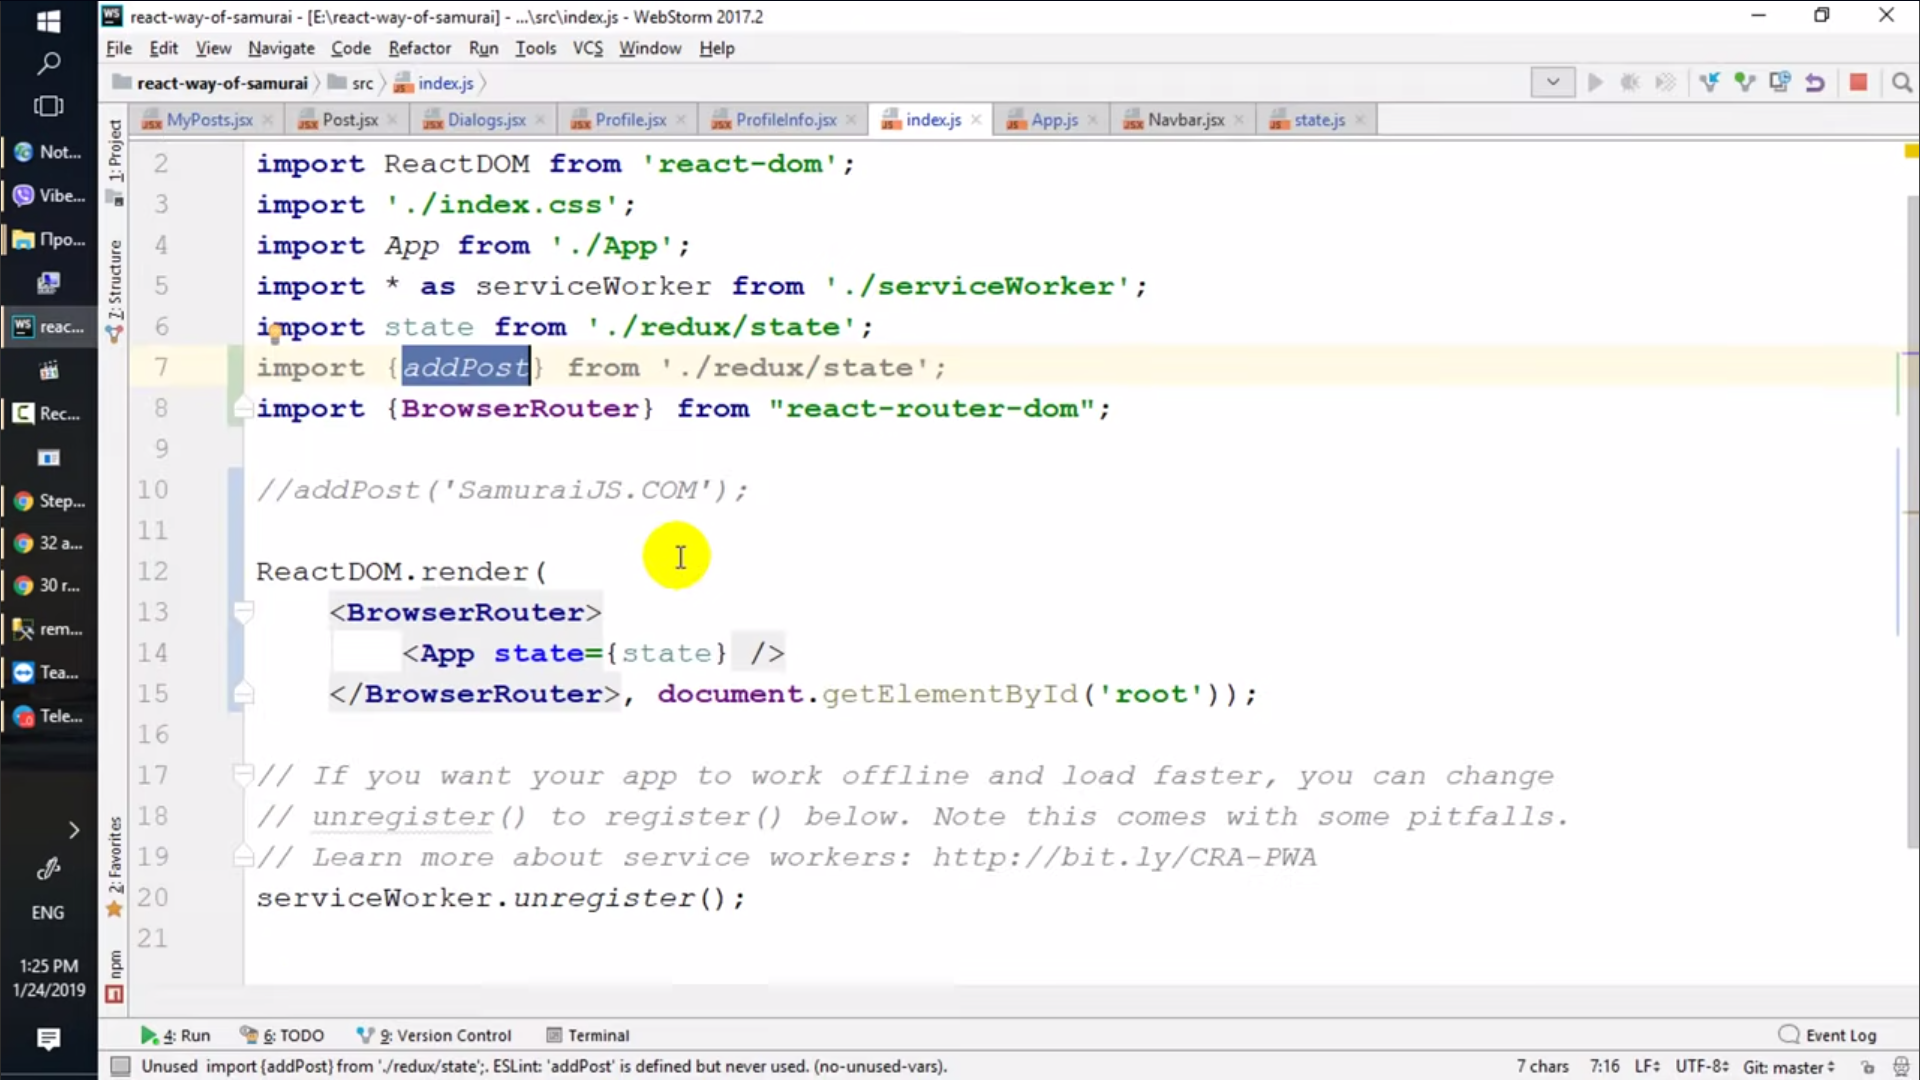 react-way-of-samurai - [E:\react-way-of-samurai] - ...\src\index.js - WebStorm 2017.2
File Edit View Navigate Code Refactor Run Tools VCS Window Help
react-way-of-samurai src index.js
MyPosts.jsx Post.jsx Dialogs.jsx Profile.jsx ProfileInfo.jsx index.js App.js Navbar.jsx state.js
2 import ReactDOM from 'react-dom';
3 import './index.css';
4 import App from './App';
5 import * as serviceWorker from './serviceWorker';
6 import state from './redux/state';
7 import {addPost} from './redux/state';
8 import {BrowserRouter} from "react-router-dom";
9
10 //addPost('SamuraiJS.COM');
11
12 ReactDOM.render(
13 <BrowserRouter>
14 <App state={state} />
15 </BrowserRouter>, document.getElementById('root'));
16
17 // If you want your app to work offline and load faster, you can change
18 // unregister() to register() below. Note this comes with some pitfalls.
19 // Learn more about service workers: http://bit.ly/CRA-PWA
20 serviceWorker.unregister();
21
1: Project
7: Structure
2: Favorites
npm
Not...
Vibe...
Про...
reac...
Rec...
Step...
32 a...
30 r...
rem...
Tea...
Tele...
ENG
1:25 PM
1/24/2019
4: Run 6: TODO 9: Version Control Terminal Event Log
Unused import {addPost} from './redux/state';. ESLint: 'addPost' is defined but never used. (no-unused-vars). 7 chars 7:16 LF UTF-8 Git: master